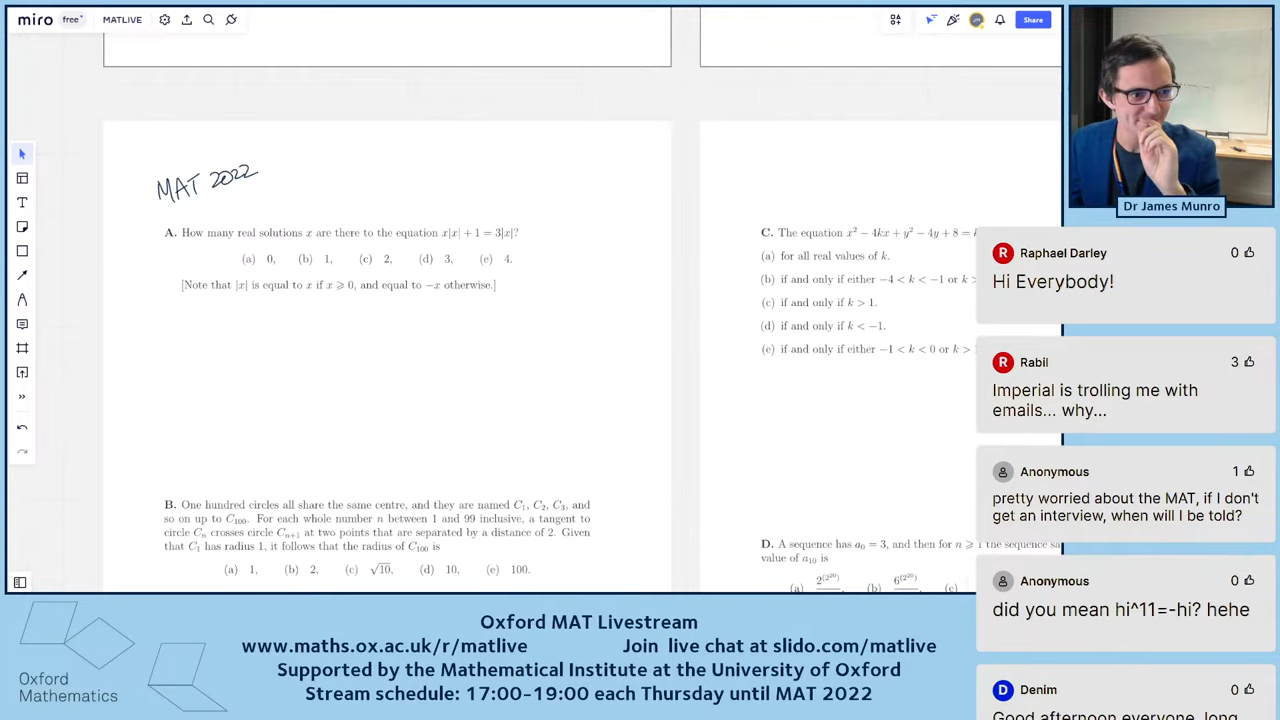 miro free MATLIVE
Share
MAT 2022
A. How many real solutions x are there to the equation x|x| + 1 = 3|x|?
(a) 0, (b) 1, (c) 2, (d) 3, (e) 4.
[Note that |x| is equal to x if x ⩾ 0, and equal to −x otherwise.]
B. One hundred circles all share the same centre, and they are named C₁, C₂, C₃, and
so on up to C₁₀₀. For each whole number n between 1 and 99 inclusive, a tangent to
circle Cₙ crosses circle Cₙ₊₁ at two points that are separated by a distance of 2. Given
that C₁ has radius 1, it follows that the radius of C₁₀₀ is
(a) 1, (b) 2, (c) √10, (d) 10, (e) 100.
C. The equation x² − 4kx + y² − 4y + 8 =
(a) for all real values of k.
(b) if and only if either −4 < k < −1 or k >
(c) if and only if k > 1.
(d) if and only if k < −1.
(e) if and only if either −1 < k < 0 or k >
D. A sequence has a₀ = 3, and then for n ⩾ 1 the sequence
value of a₁₀ is
(a) 2^(2²⁰) (b) 6^(2²⁰) (c)
Dr James Munro
Raphael Darley 0
Hi Everybody!
Rabil 3
Imperial is trolling me with
emails... why...
Anonymous 1
pretty worried about the MAT, if I don't
get an interview, when will I be told?
Anonymous 0
did you mean hi^11=-hi? hehe
Denim 0
Good afternoon everyone, long
Oxford
Mathematics
Oxford MAT Livestream
www.maths.ox.ac.uk/r/matlive Join live chat at slido.com/matlive
Supported by the Mathematical Institute at the University of Oxford
Stream schedule: 17:00-19:00 each Thursday until MAT 2022